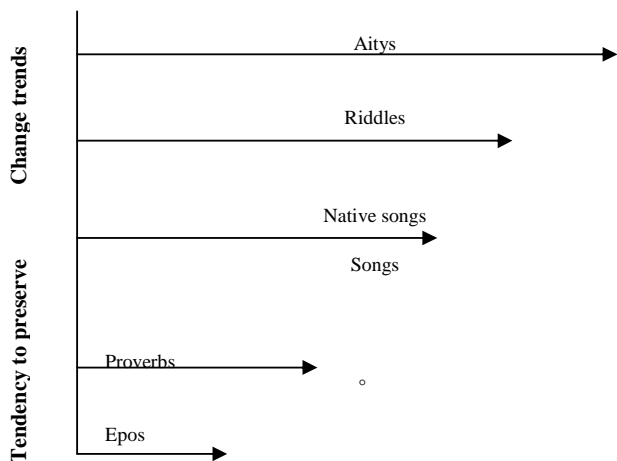 Change trends
Aitys
Riddles
Native songs
Songs
Tendency to preserve
Proverbs
Epos